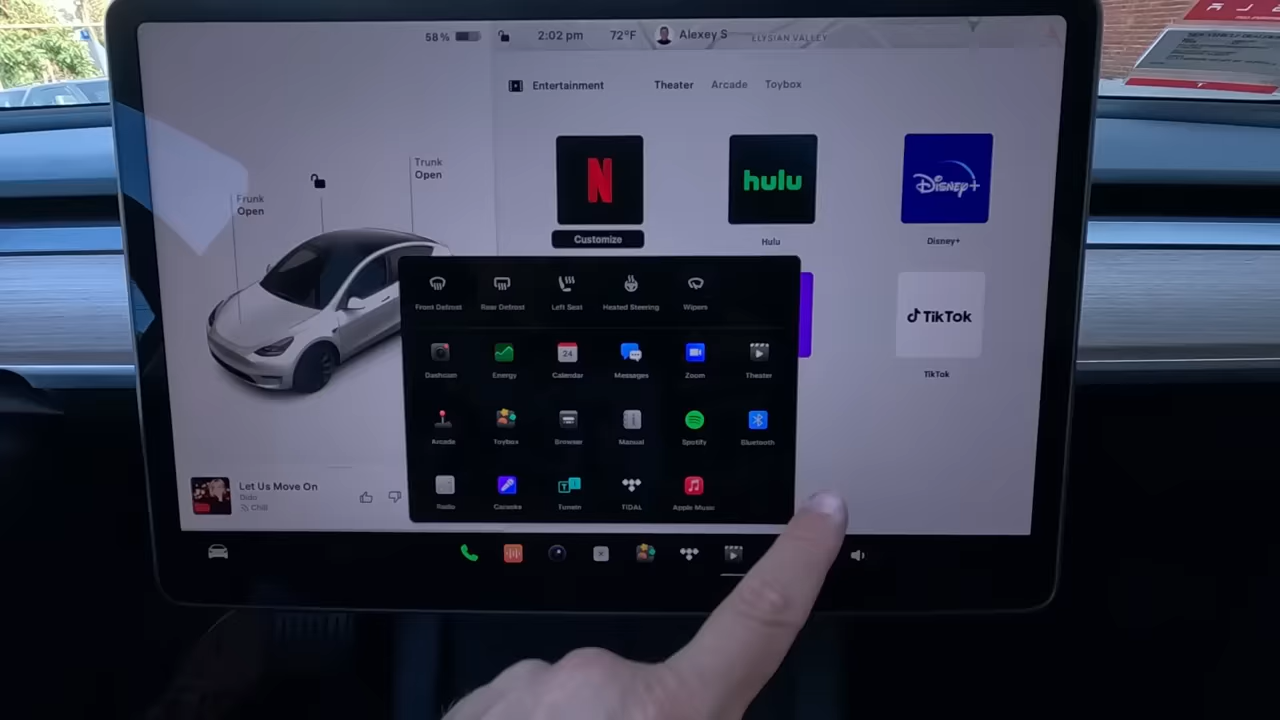 58%
2:02 pm
72°F
Alexey S
ELYSIAN VALLEY
Entertainment
Theater
Arcade
Toybox
Trunk
Open
Frunk
Open
N
hulu
Disney+
Customize
Hulu
Disney+
Front Defrost
Rear Defrost
Left Seat
Heated Steering
Wipers
TikTok
TikTok
24
Dashcam
Energy
Calendar
Messages
Zoom
Theater
Arcade
Toybox
Browser
Manual
Spotify
Bluetooth
Radio
Caraoke
TuneIn
TIDAL
Apple Music
Let Us Move On
Dido
Chill